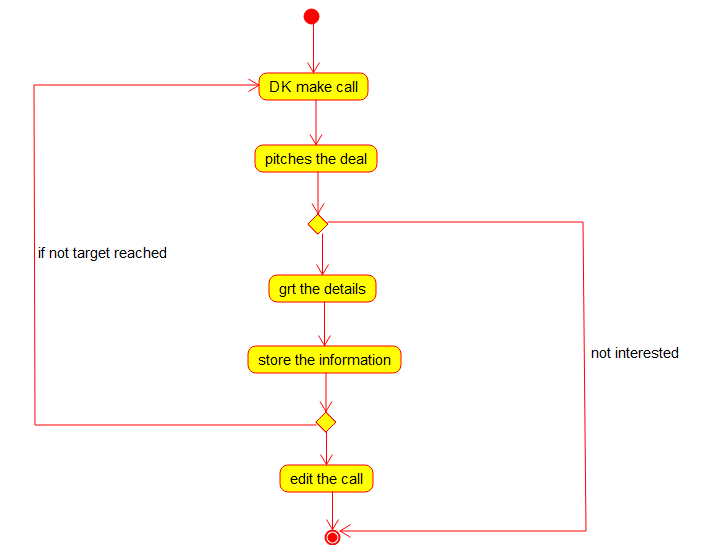 DK make call
pitches the deal
if not target reached
grt the details
not interested
store the information
edit the call